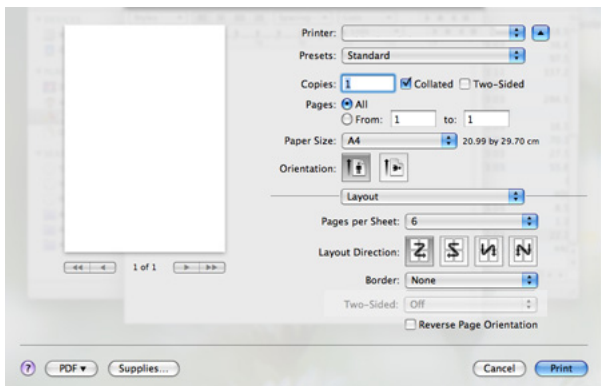 Printer:
Presets: Standard
Copies: 1 Collated Two-Sided
Pages: All
From: 1 to: 1
Paper Size: A4 20.99 by 29.70 cm
Orientation:
Layout
Pages per Sheet: 6
Layout Direction:
Border: None
Two-Sided: Off
Reverse Page Orientation
1 of 1
? PDF Supplies... Cancel Print